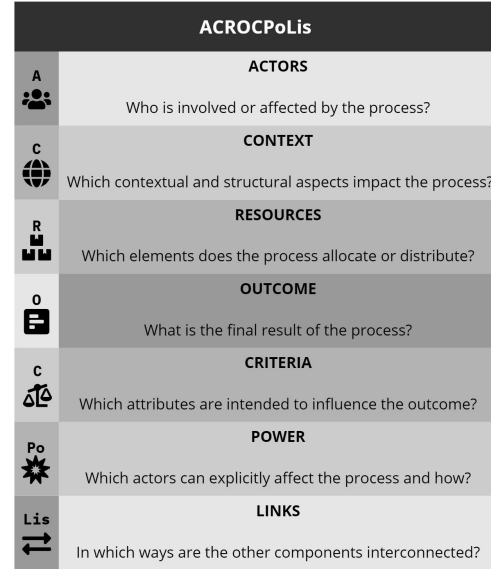 ACROCPoLis
A
ACTORS
Who is involved or affected by the process?
C
CONTEXT
Which contextual and structural aspects impact the process?
R
RESOURCES
Which elements does the process allocate or distribute?
O
OUTCOME
What is the final result of the process?
C
CRITERIA
Which attributes are intended to influence the outcome?
Po
POWER
Which actors can explicitly affect the process and how?
Lis
LINKS
In which ways are the other components interconnected?